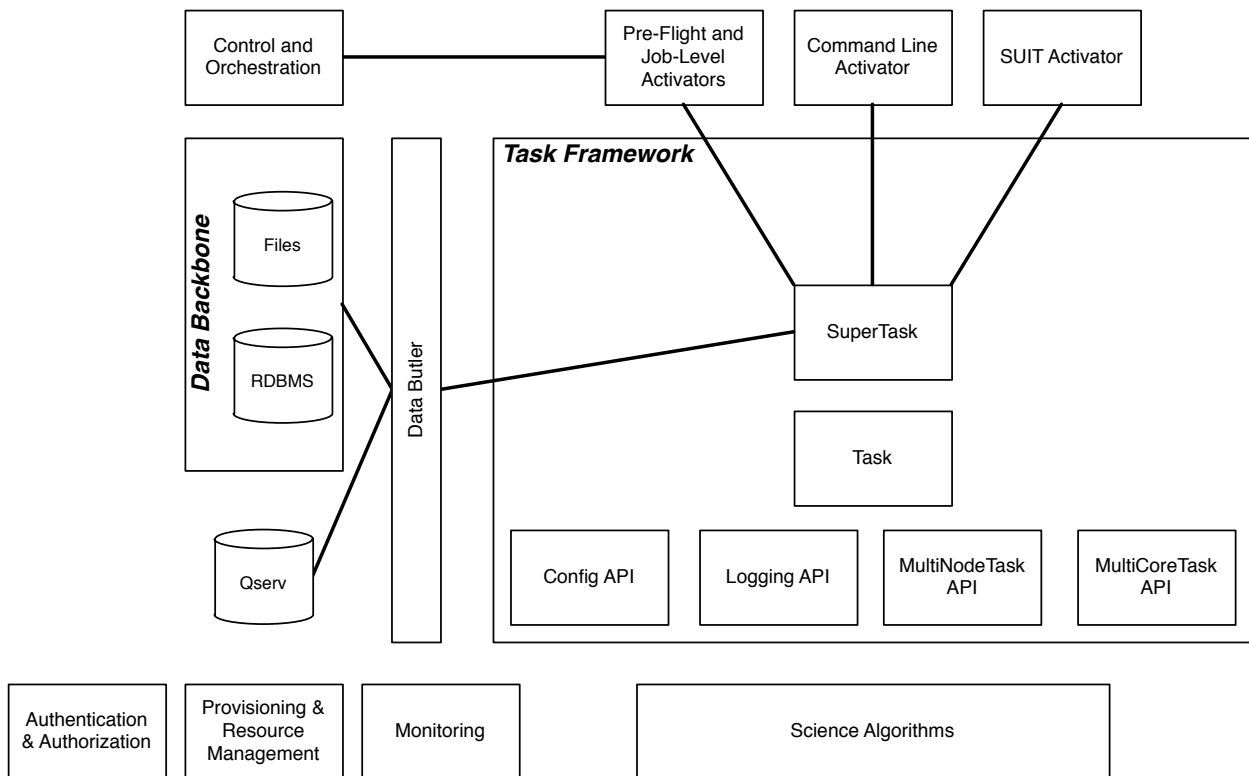 Control and
Orchestration
Pre-Flight and
Job-Level
Activators
Command Line
Activator
SUIT Activator
Task Framework
Data Backbone
Files
RDBMS
Data Butler
SuperTask
Task
Qserv
Config API
Logging API
MultiNodeTask
API
MultiCoreTask
API
Authentication
& Authorization
Provisioning &
Resource
Management
Monitoring
Science Algorithms